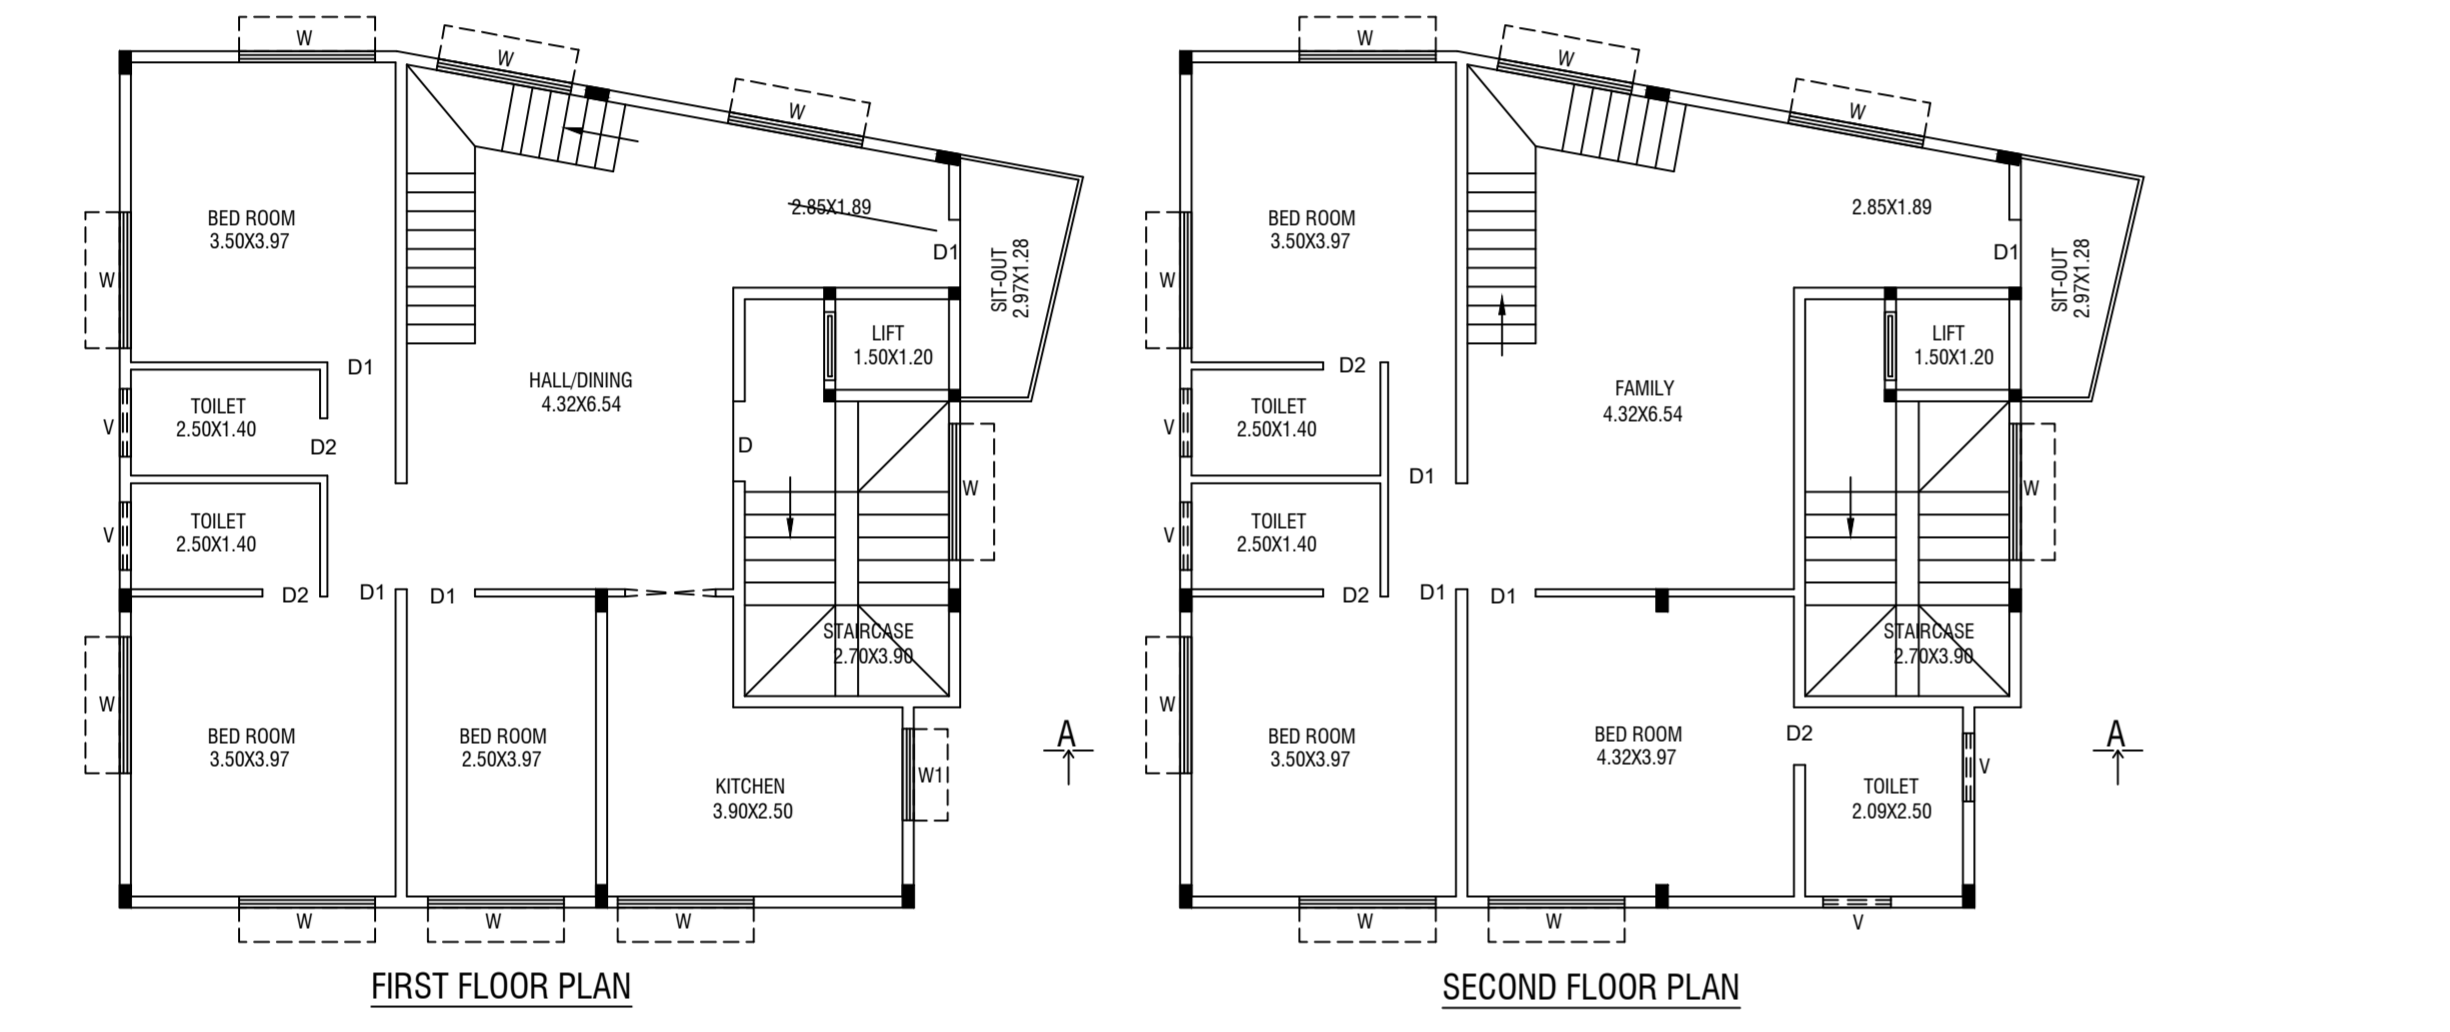 W
W
W
BED ROOM
3.50X3.97
W
2.85X1.89
D1
SIT-OUT
2.97X1.28
LIFT
1.50X1.20
D1
HALL/DINING
4.32X6.54
TOILET
2.50X1.40
V
D2
D
W
TOILET
2.50X1.40
V
D2
D1
D1
STAIRCASE
2.70X3.90
W
BED ROOM
3.50X3.97
BED ROOM
2.50X3.97
KITCHEN
3.90X2.50
W1
A
W
W
W
FIRST FLOOR PLAN
W
W
W
BED ROOM
3.50X3.97
W
2.85X1.89
D1
SIT-OUT
2.97X1.28
LIFT
1.50X1.20
D2
FAMILY
4.32X6.54
TOILET
2.50X1.40
V
D1
W
TOILET
2.50X1.40
V
D2
D1
D1
STAIRCASE
2.70X3.90
W
BED ROOM
3.50X3.97
BED ROOM
4.32X3.97
D2
V
TOILET
2.09X2.50
A
W
W
V
SECOND FLOOR PLAN